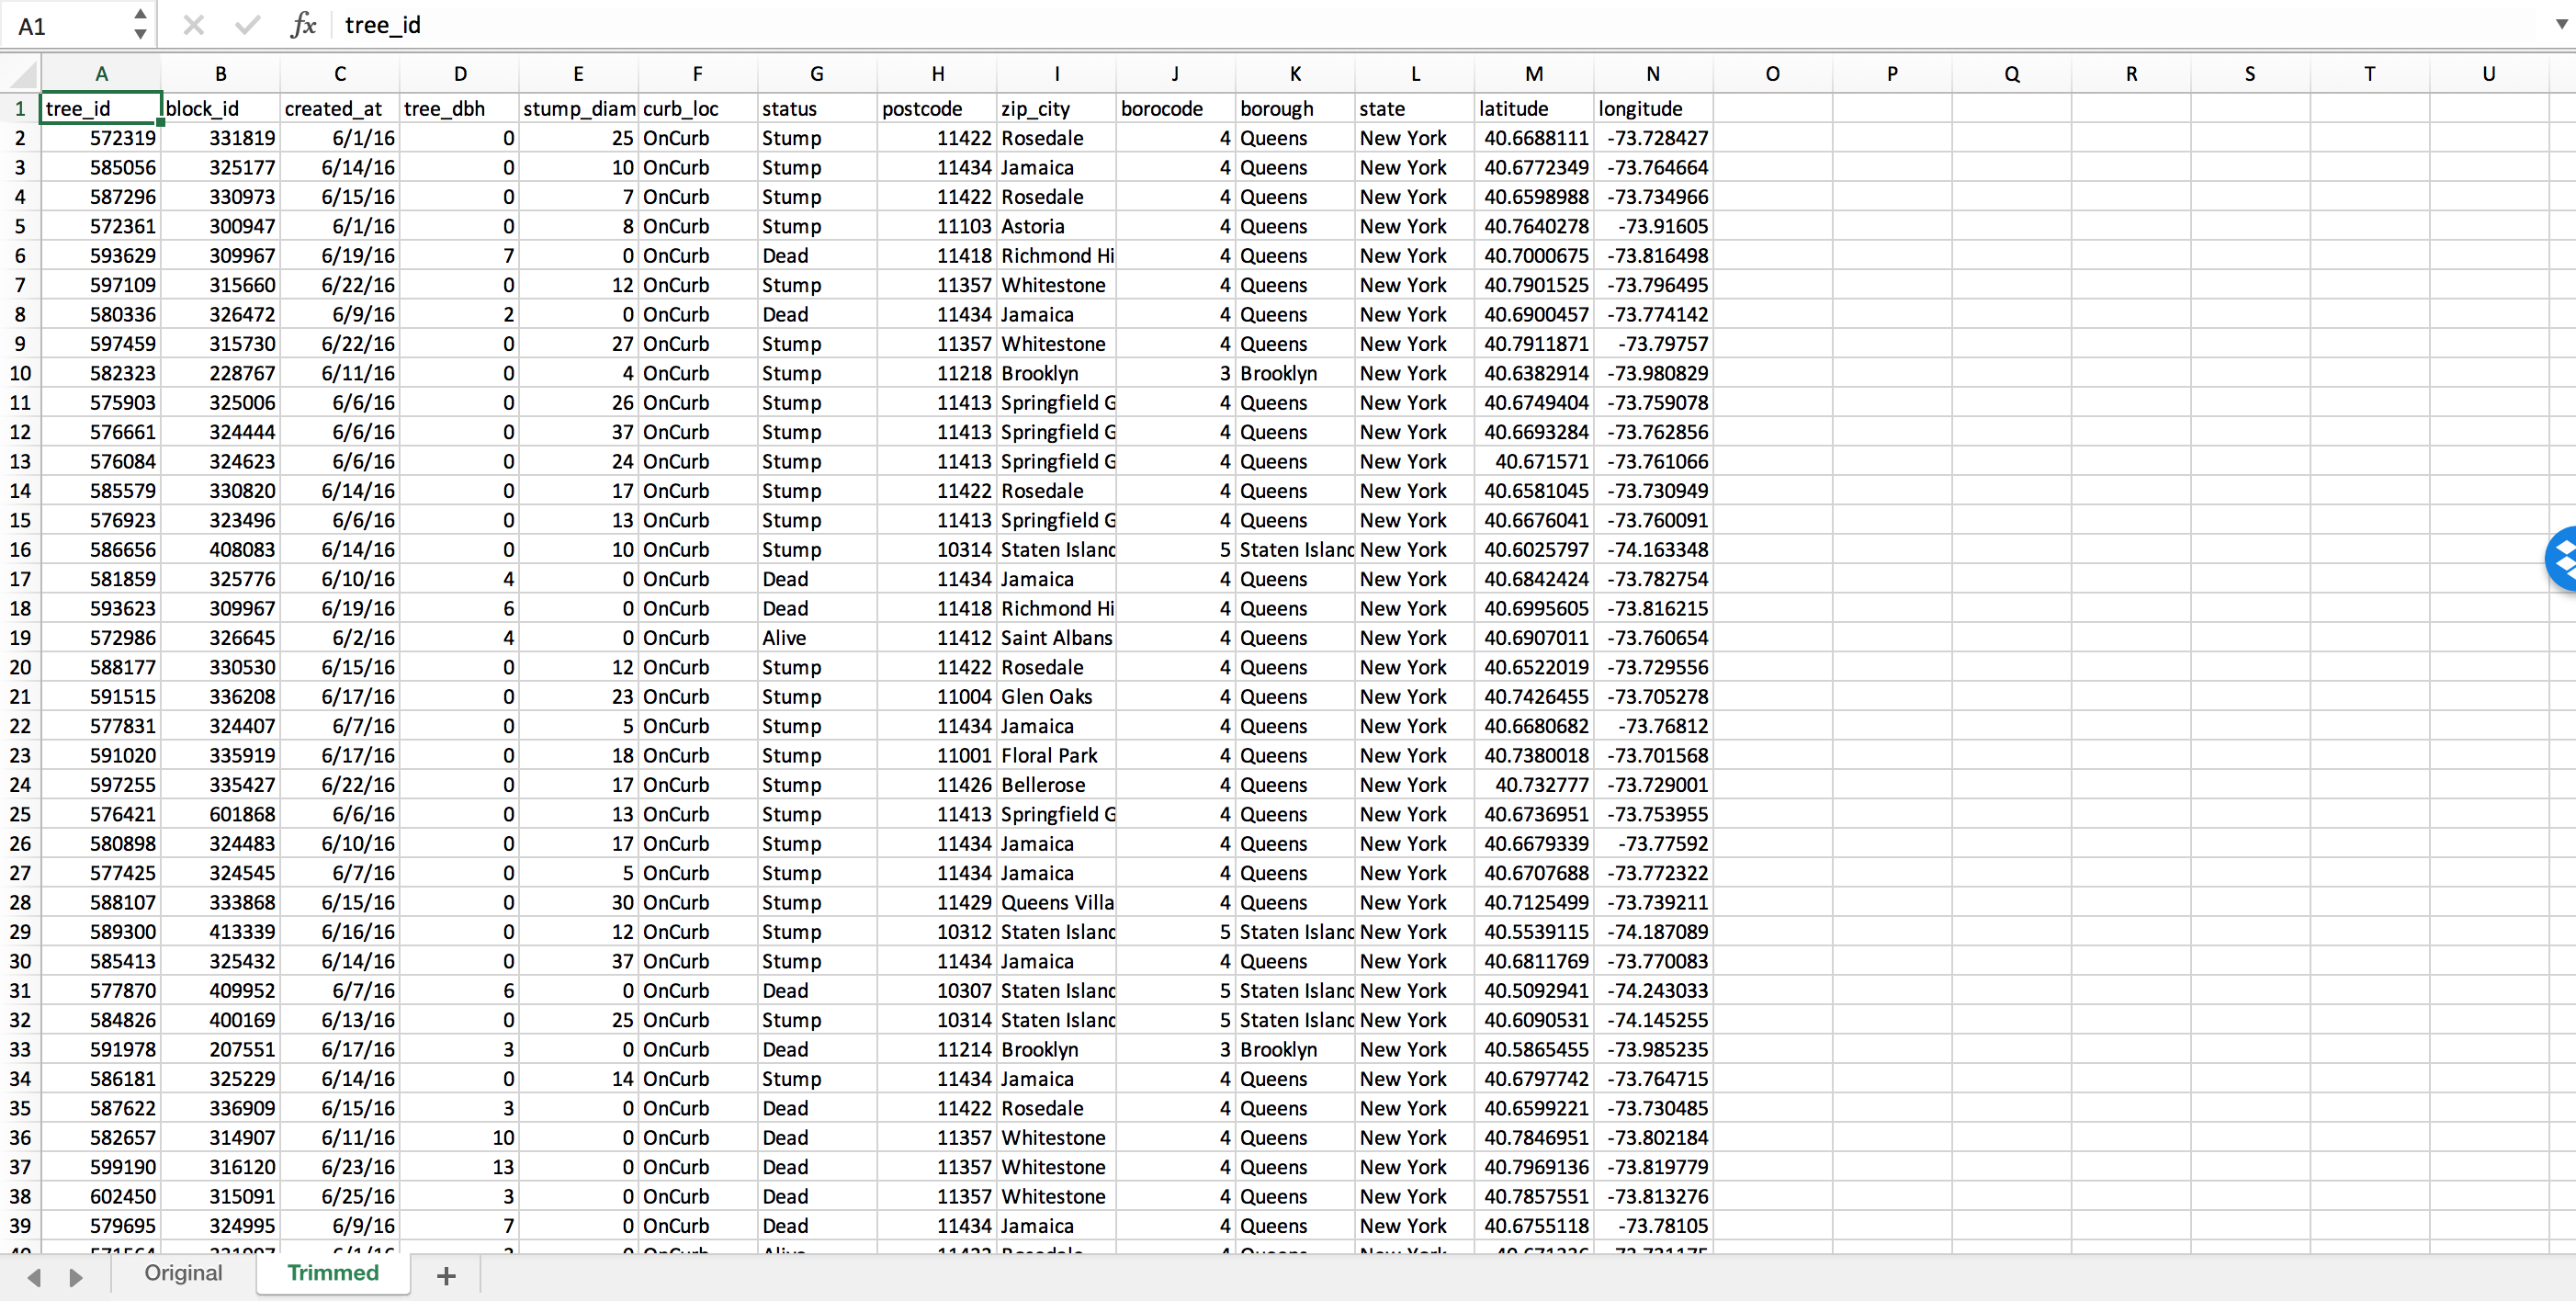 A1 fx tree_id
A B C D E F G H I J K L M N O P Q R S T U
1 tree_id block_id created_at tree_dbh stump_diam curb_loc status postcode zip_city borocode borough state latitude longitude
2 572319 331819 6/1/16 0 25 OnCurb Stump 11422 Rosedale 4 Queens New York 40.6688111 -73.728427
3 585056 325177 6/14/16 0 10 OnCurb Stump 11434 Jamaica 4 Queens New York 40.6772349 -73.764664
4 587296 330973 6/15/16 0 7 OnCurb Stump 11422 Rosedale 4 Queens New York 40.6598988 -73.734966
5 572361 300947 6/1/16 0 8 OnCurb Stump 11103 Astoria 4 Queens New York 40.7640278 -73.91605
6 593629 309967 6/19/16 7 0 OnCurb Dead 11418 Richmond Hi 4 Queens New York 40.7000675 -73.816498
7 597109 315660 6/22/16 0 12 OnCurb Stump 11357 Whitestone 4 Queens New York 40.7901525 -73.796495
8 580336 326472 6/9/16 2 0 OnCurb Dead 11434 Jamaica 4 Queens New York 40.6900457 -73.774142
9 597459 315730 6/22/16 0 27 OnCurb Stump 11357 Whitestone 4 Queens New York 40.7911871 -73.79757
10 582323 228767 6/11/16 0 4 OnCurb Stump 11218 Brooklyn 3 Brooklyn New York 40.6382914 -73.980829
11 575903 325006 6/6/16 0 26 OnCurb Stump 11413 Springfield G 4 Queens New York 40.6749404 -73.759078
12 576661 324444 6/6/16 0 37 OnCurb Stump 11413 Springfield G 4 Queens New York 40.6693284 -73.762856
13 576084 324623 6/6/16 0 24 OnCurb Stump 11413 Springfield G 4 Queens New York 40.671571 -73.761066
14 585579 330820 6/14/16 0 17 OnCurb Stump 11422 Rosedale 4 Queens New York 40.6581045 -73.730949
15 576923 323496 6/6/16 0 13 OnCurb Stump 11413 Springfield G 4 Queens New York 40.6676041 -73.760091
16 586656 408083 6/14/16 0 10 OnCurb Stump 10314 Staten Island 5 Staten Island New York 40.6025797 -74.163348
17 581859 325776 6/10/16 4 0 OnCurb Dead 11434 Jamaica 4 Queens New York 40.6842424 -73.782754
18 593623 309967 6/19/16 6 0 OnCurb Dead 11418 Richmond Hi 4 Queens New York 40.6995605 -73.816215
19 572986 326645 6/2/16 4 0 OnCurb Alive 11412 Saint Albans 4 Queens New York 40.6907011 -73.760654
20 588177 330530 6/15/16 0 12 OnCurb Stump 11422 Rosedale 4 Queens New York 40.6522019 -73.729556
21 591515 336208 6/17/16 0 23 OnCurb Stump 11004 Glen Oaks 4 Queens New York 40.7426455 -73.705278
22 577831 324407 6/7/16 0 5 OnCurb Stump 11434 Jamaica 4 Queens New York 40.6680682 -73.76812
23 591020 335919 6/17/16 0 18 OnCurb Stump 11001 Floral Park 4 Queens New York 40.7380018 -73.701568
24 597255 335427 6/22/16 0 17 OnCurb Stump 11426 Bellerose 4 Queens New York 40.732777 -73.729001
25 576421 601868 6/6/16 0 13 OnCurb Stump 11413 Springfield G 4 Queens New York 40.6736951 -73.753955
26 580898 324483 6/10/16 0 17 OnCurb Stump 11434 Jamaica 4 Queens New York 40.6679339 -73.77592
27 577425 324545 6/7/16 0 5 OnCurb Stump 11434 Jamaica 4 Queens New York 40.6707688 -73.772322
28 588107 333868 6/15/16 0 30 OnCurb Stump 11429 Queens Villa 4 Queens New York 40.7125499 -73.739211
29 589300 413339 6/16/16 0 12 OnCurb Stump 10312 Staten Island 5 Staten Island New York 40.5539115 -74.187089
30 585413 325432 6/14/16 0 37 OnCurb Stump 11434 Jamaica 4 Queens New York 40.6811769 -73.770083
31 577870 409952 6/7/16 6 0 OnCurb Dead 10307 Staten Island 5 Staten Island New York 40.5092941 -74.243033
32 584826 400169 6/13/16 0 25 OnCurb Stump 10314 Staten Island 5 Staten Island New York 40.6090531 -74.145255
33 591978 207551 6/17/16 3 0 OnCurb Dead 11214 Brooklyn 3 Brooklyn New York 40.5865455 -73.985235
34 586181 325229 6/14/16 0 14 OnCurb Stump 11434 Jamaica 4 Queens New York 40.6797742 -73.764715
35 587622 336909 6/15/16 3 0 OnCurb Dead 11422 Rosedale 4 Queens New York 40.6599221 -73.730485
36 582657 314907 6/11/16 10 0 OnCurb Dead 11357 Whitestone 4 Queens New York 40.7846951 -73.802184
37 599190 316120 6/23/16 13 0 OnCurb Dead 11357 Whitestone 4 Queens New York 40.7969136 -73.819779
38 602450 315091 6/25/16 3 0 OnCurb Dead 11357 Whitestone 4 Queens New York 40.7857551 -73.813276
39 579695 324995 6/9/16 7 0 OnCurb Dead 11434 Jamaica 4 Queens New York 40.6755118 -73.78105
Original Trimmed +